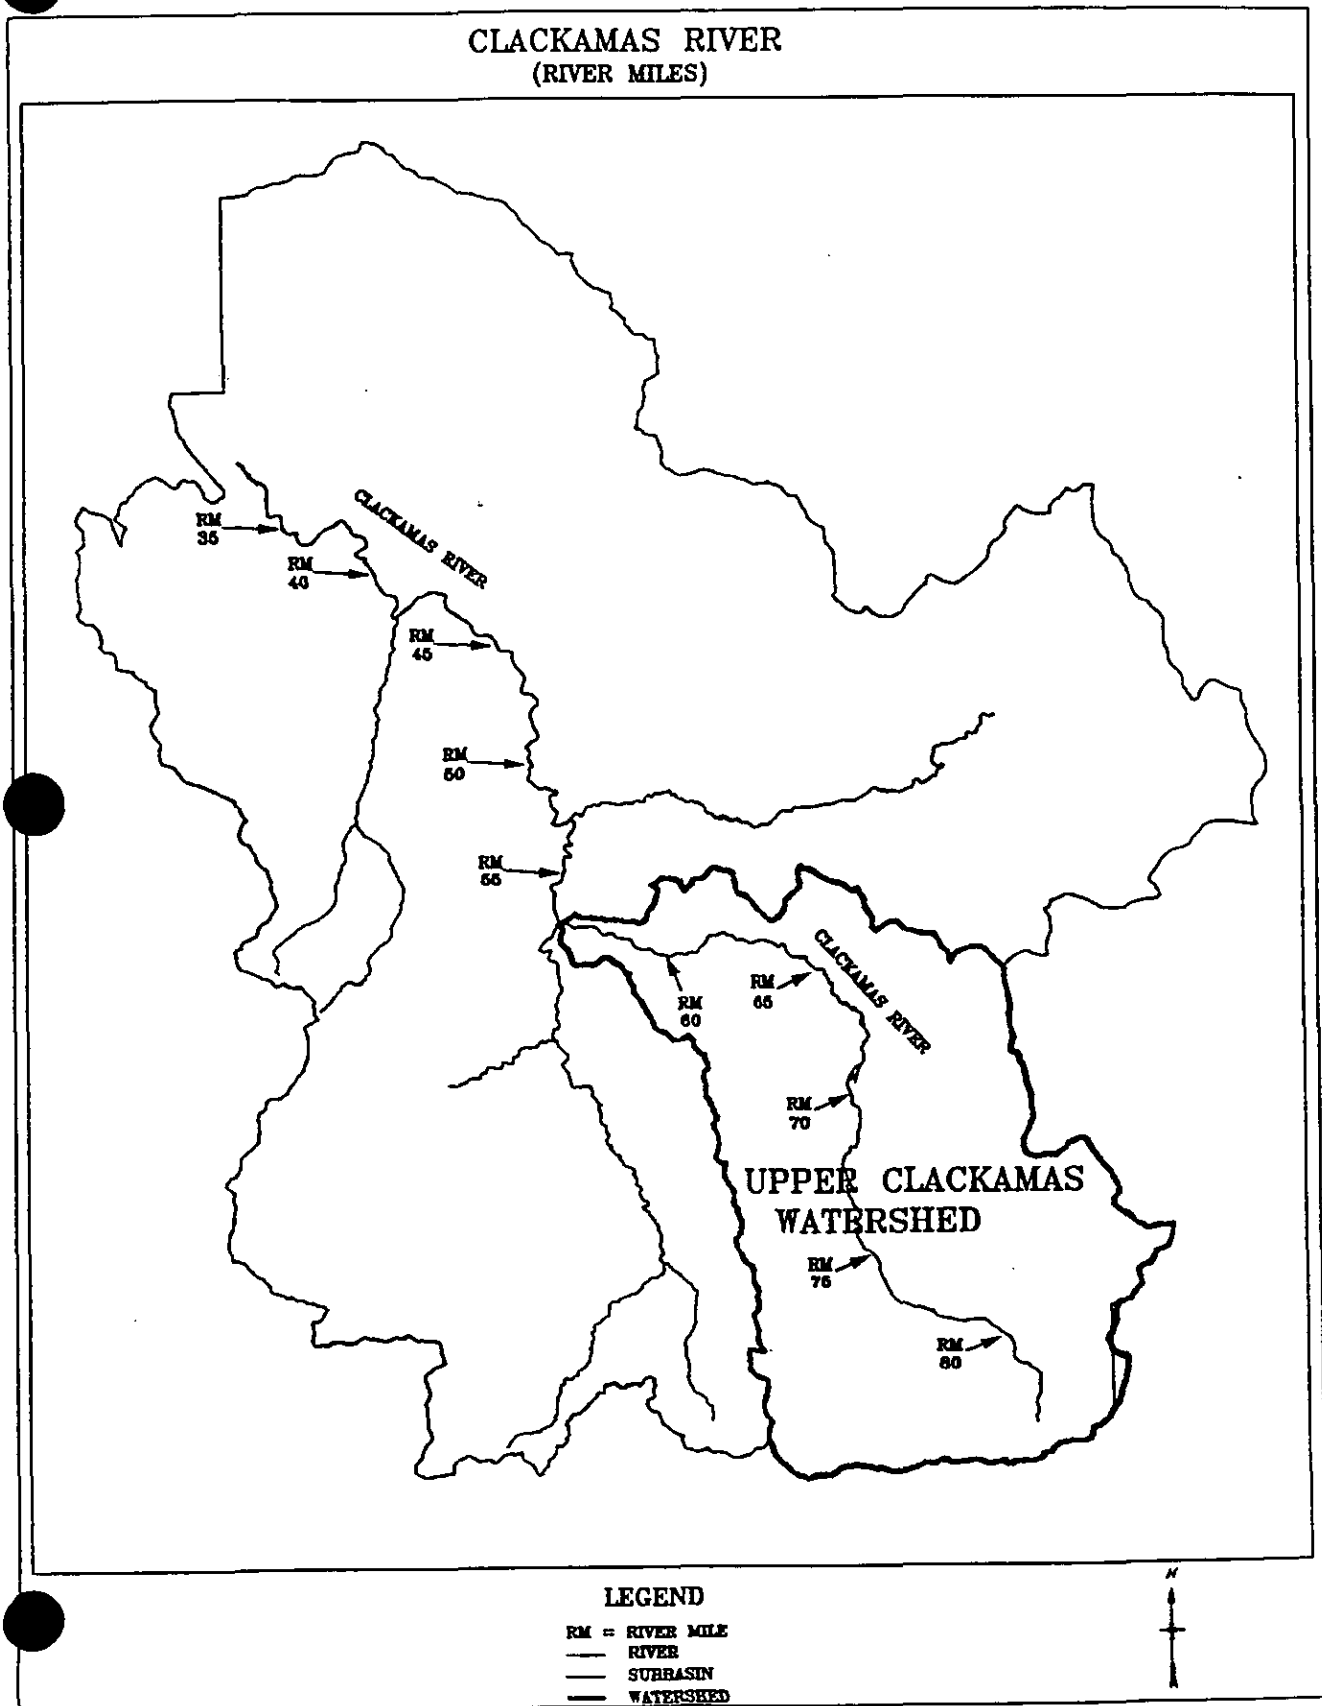 CLACKAMAS RIVER
(RIVER MILES)
CLACKAMAS RIVER
RM
35
RM
40
RM
45
RM
50
RM
55
CLACKAMAS RIVER
RM
60
RM
65
RM
70
UPPER CLACKAMAS
WATERSHED
RM
75
RM
80
LEGEND
RM = RIVER MILE
RIVER
SUBBASIN
WATERSHED
N